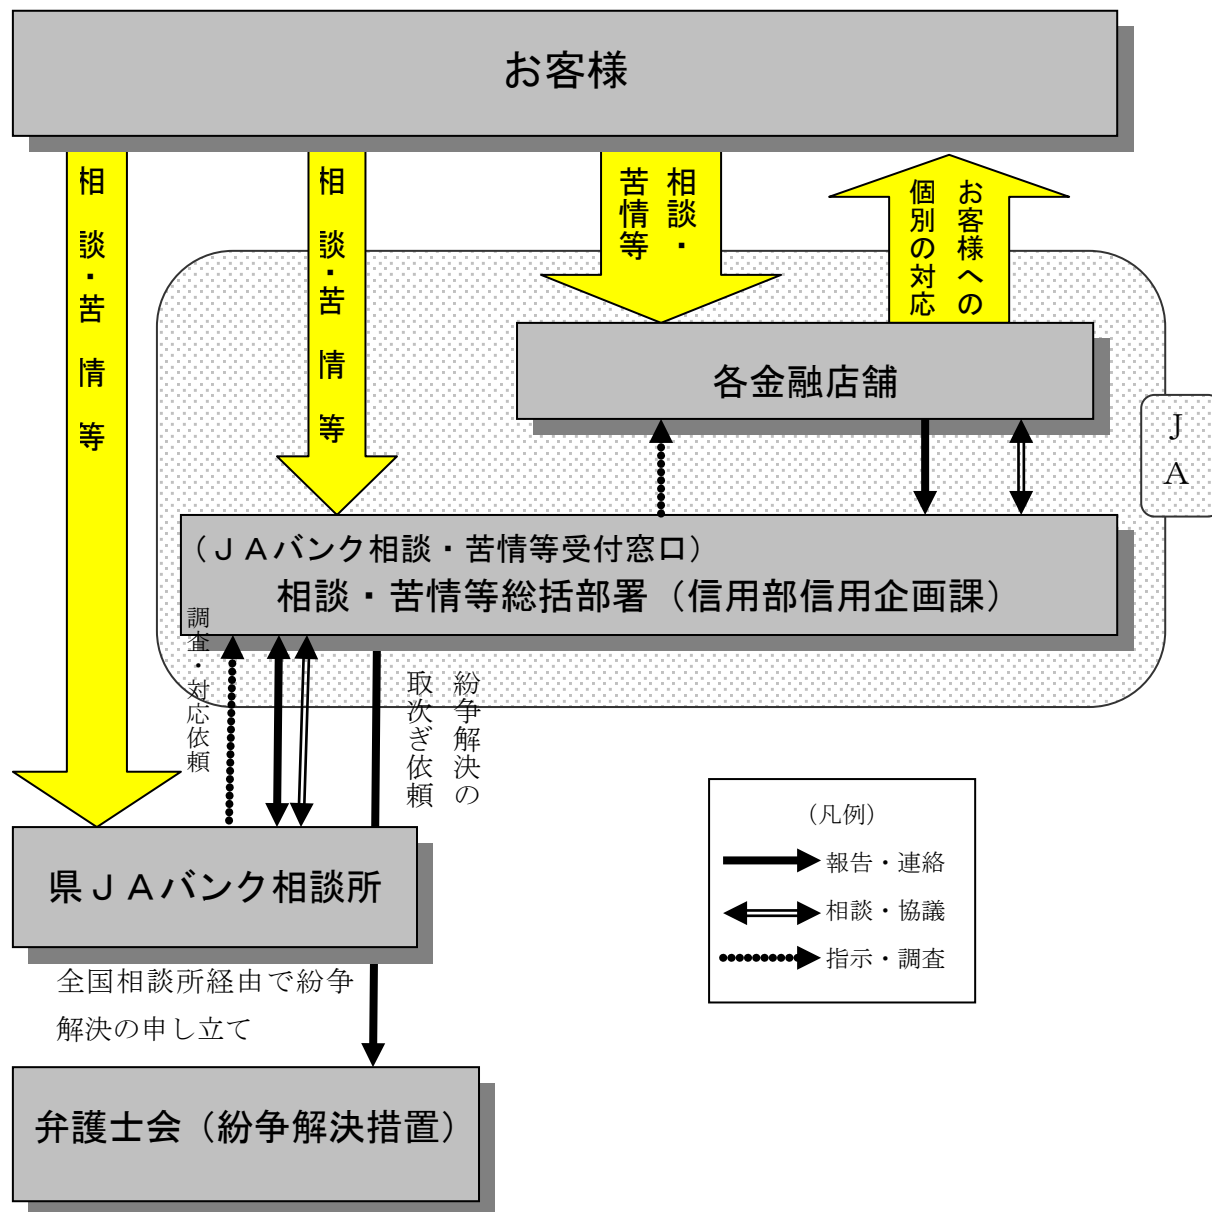 お客様
相談・苦情等
相談・苦情等
相談・
苦情等
お客様への
個別の対応
各金融店舗
JA
（ＪＡバンク相談・苦情等受付窓口）
相談・苦情等総括部署（信用部信用企画課）
調査・対応依頼
紛争解決の
取次ぎ依頼
（凡例）
報告・連絡
相談・協議
指示・調査
県ＪＡバンク相談所
全国相談所経由で紛争
解決の申し立て
弁護士会（紛争解決措置）